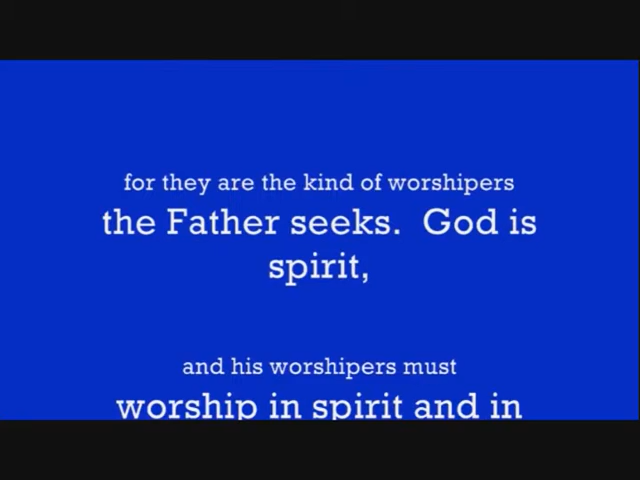 for they are the kind of worshipers
the Father seeks.  God is
spirit,
and his worshipers must
worship in spirit and in